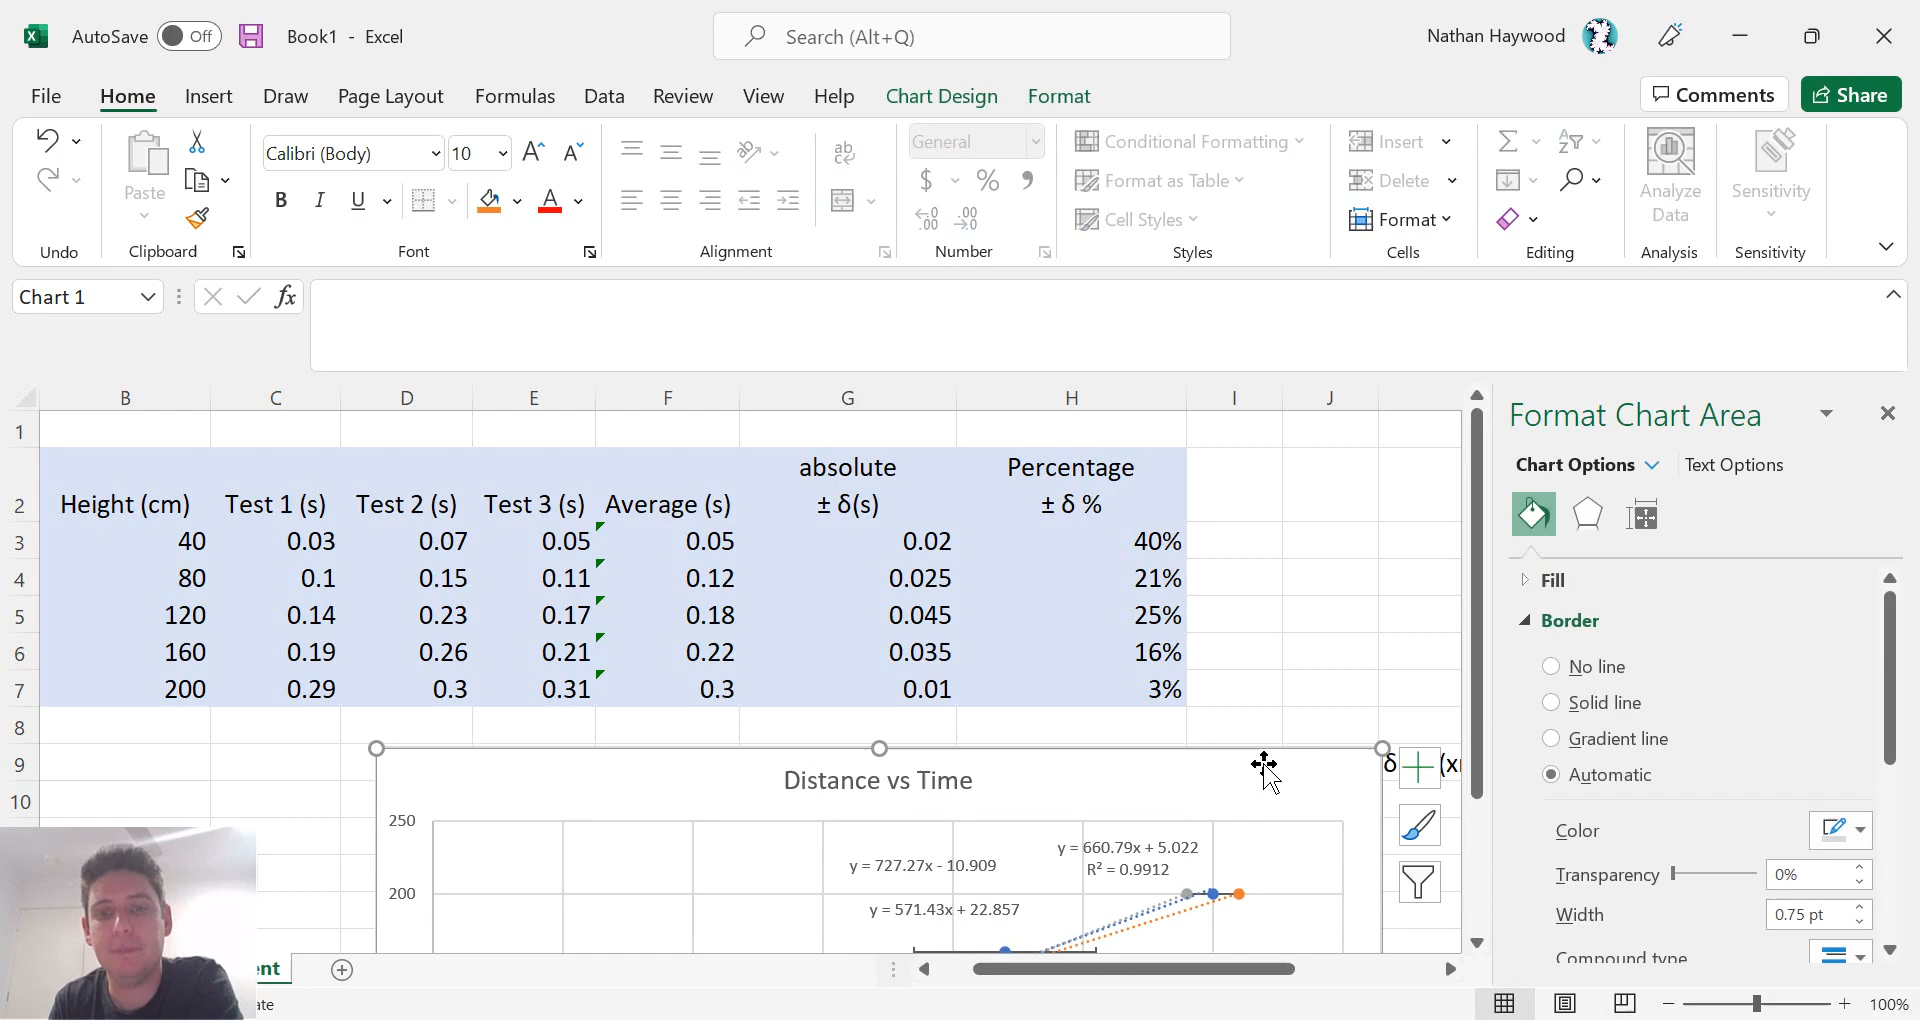 AutoSave Off Book1 - Excel Search (Alt+Q) Nathan Haywood
File Home Insert Draw Page Layout Formulas Data Review View Help Chart Design Format Comments Share
Calibri (Body) 10 General Conditional Formatting Insert
Paste Format as Table Delete Analyze Data Sensitivity
B I U $ % Cell Styles Format
Undo Clipboard Font Alignment Number Styles Cells Editing Analysis Sensitivity
Chart 1 fx
B C D E F G H I J
1
absolute Percentage
2 Height (cm) Test 1 (s) Test 2 (s) Test 3 (s) Average (s) ± δ(s) ± δ %
3 40 0.03 0.07 0.05 0.05 0.02 40%
4 80 0.1 0.15 0.11 0.12 0.025 21%
5 120 0.14 0.23 0.17 0.18 0.045 25%
6 160 0.19 0.26 0.21 0.22 0.035 16%
7 200 0.29 0.3 0.31 0.3 0.01 3%
8
9
10
Distance vs Time
250
y = 660.79x + 5.022
R² = 0.9912
y = 727.27x - 10.909
200
y = 571.43x + 22.857
Format Chart Area
Chart Options Text Options
Fill
Border
No line
Solid line
Gradient line
Automatic
Color
Transparency 0%
Width 0.75 pt
Compound type
100%